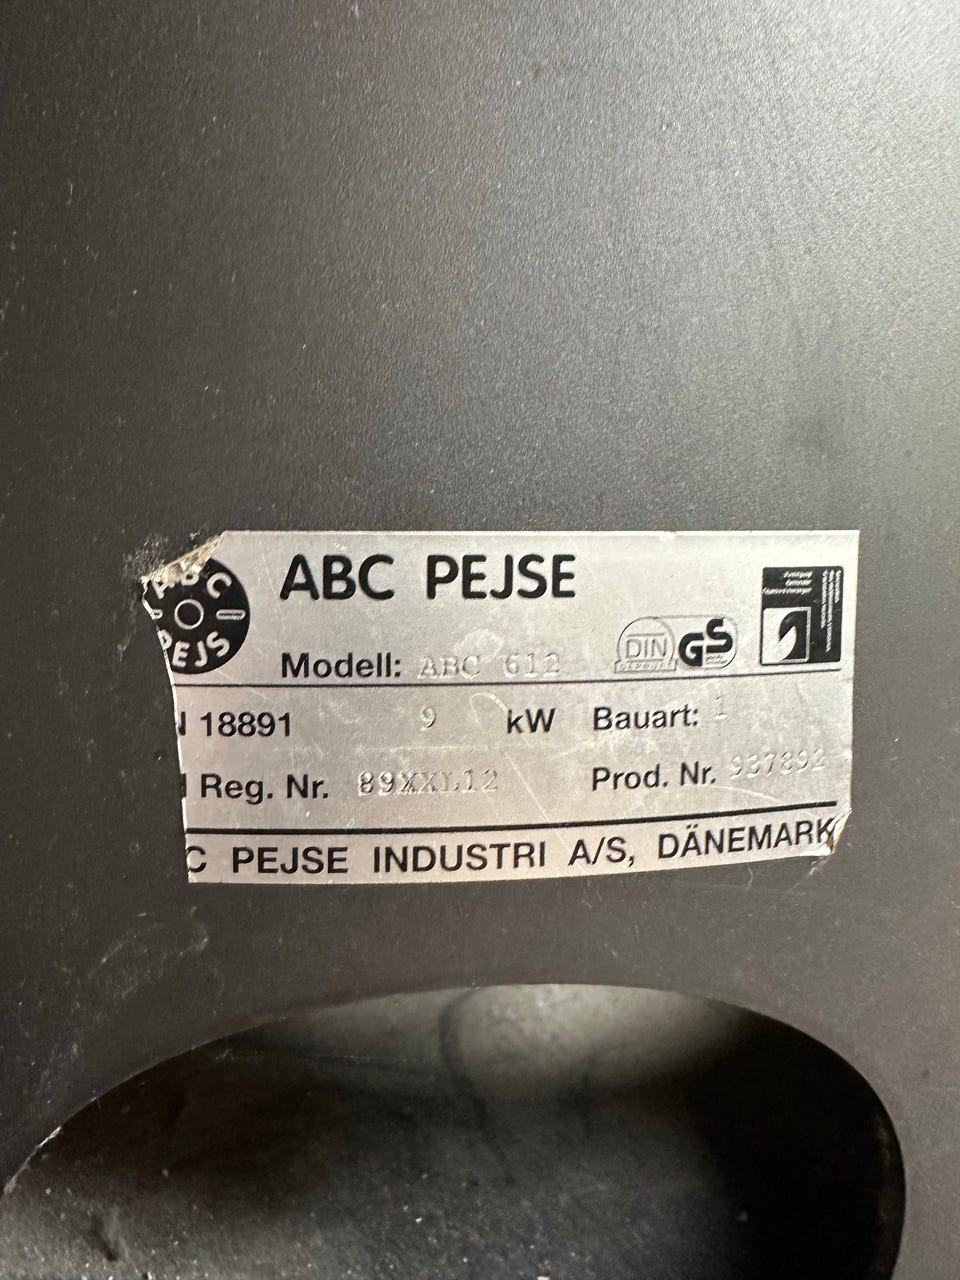 ABC PEJSE
ABC
PEJS
DIN
GS
Modell: ABC 612
18891 9 kW Bauart: 1
Reg. Nr. 89XXL12 Prod. Nr. 937892
C PEJSE INDUSTRI A/S, DÄNEMARK